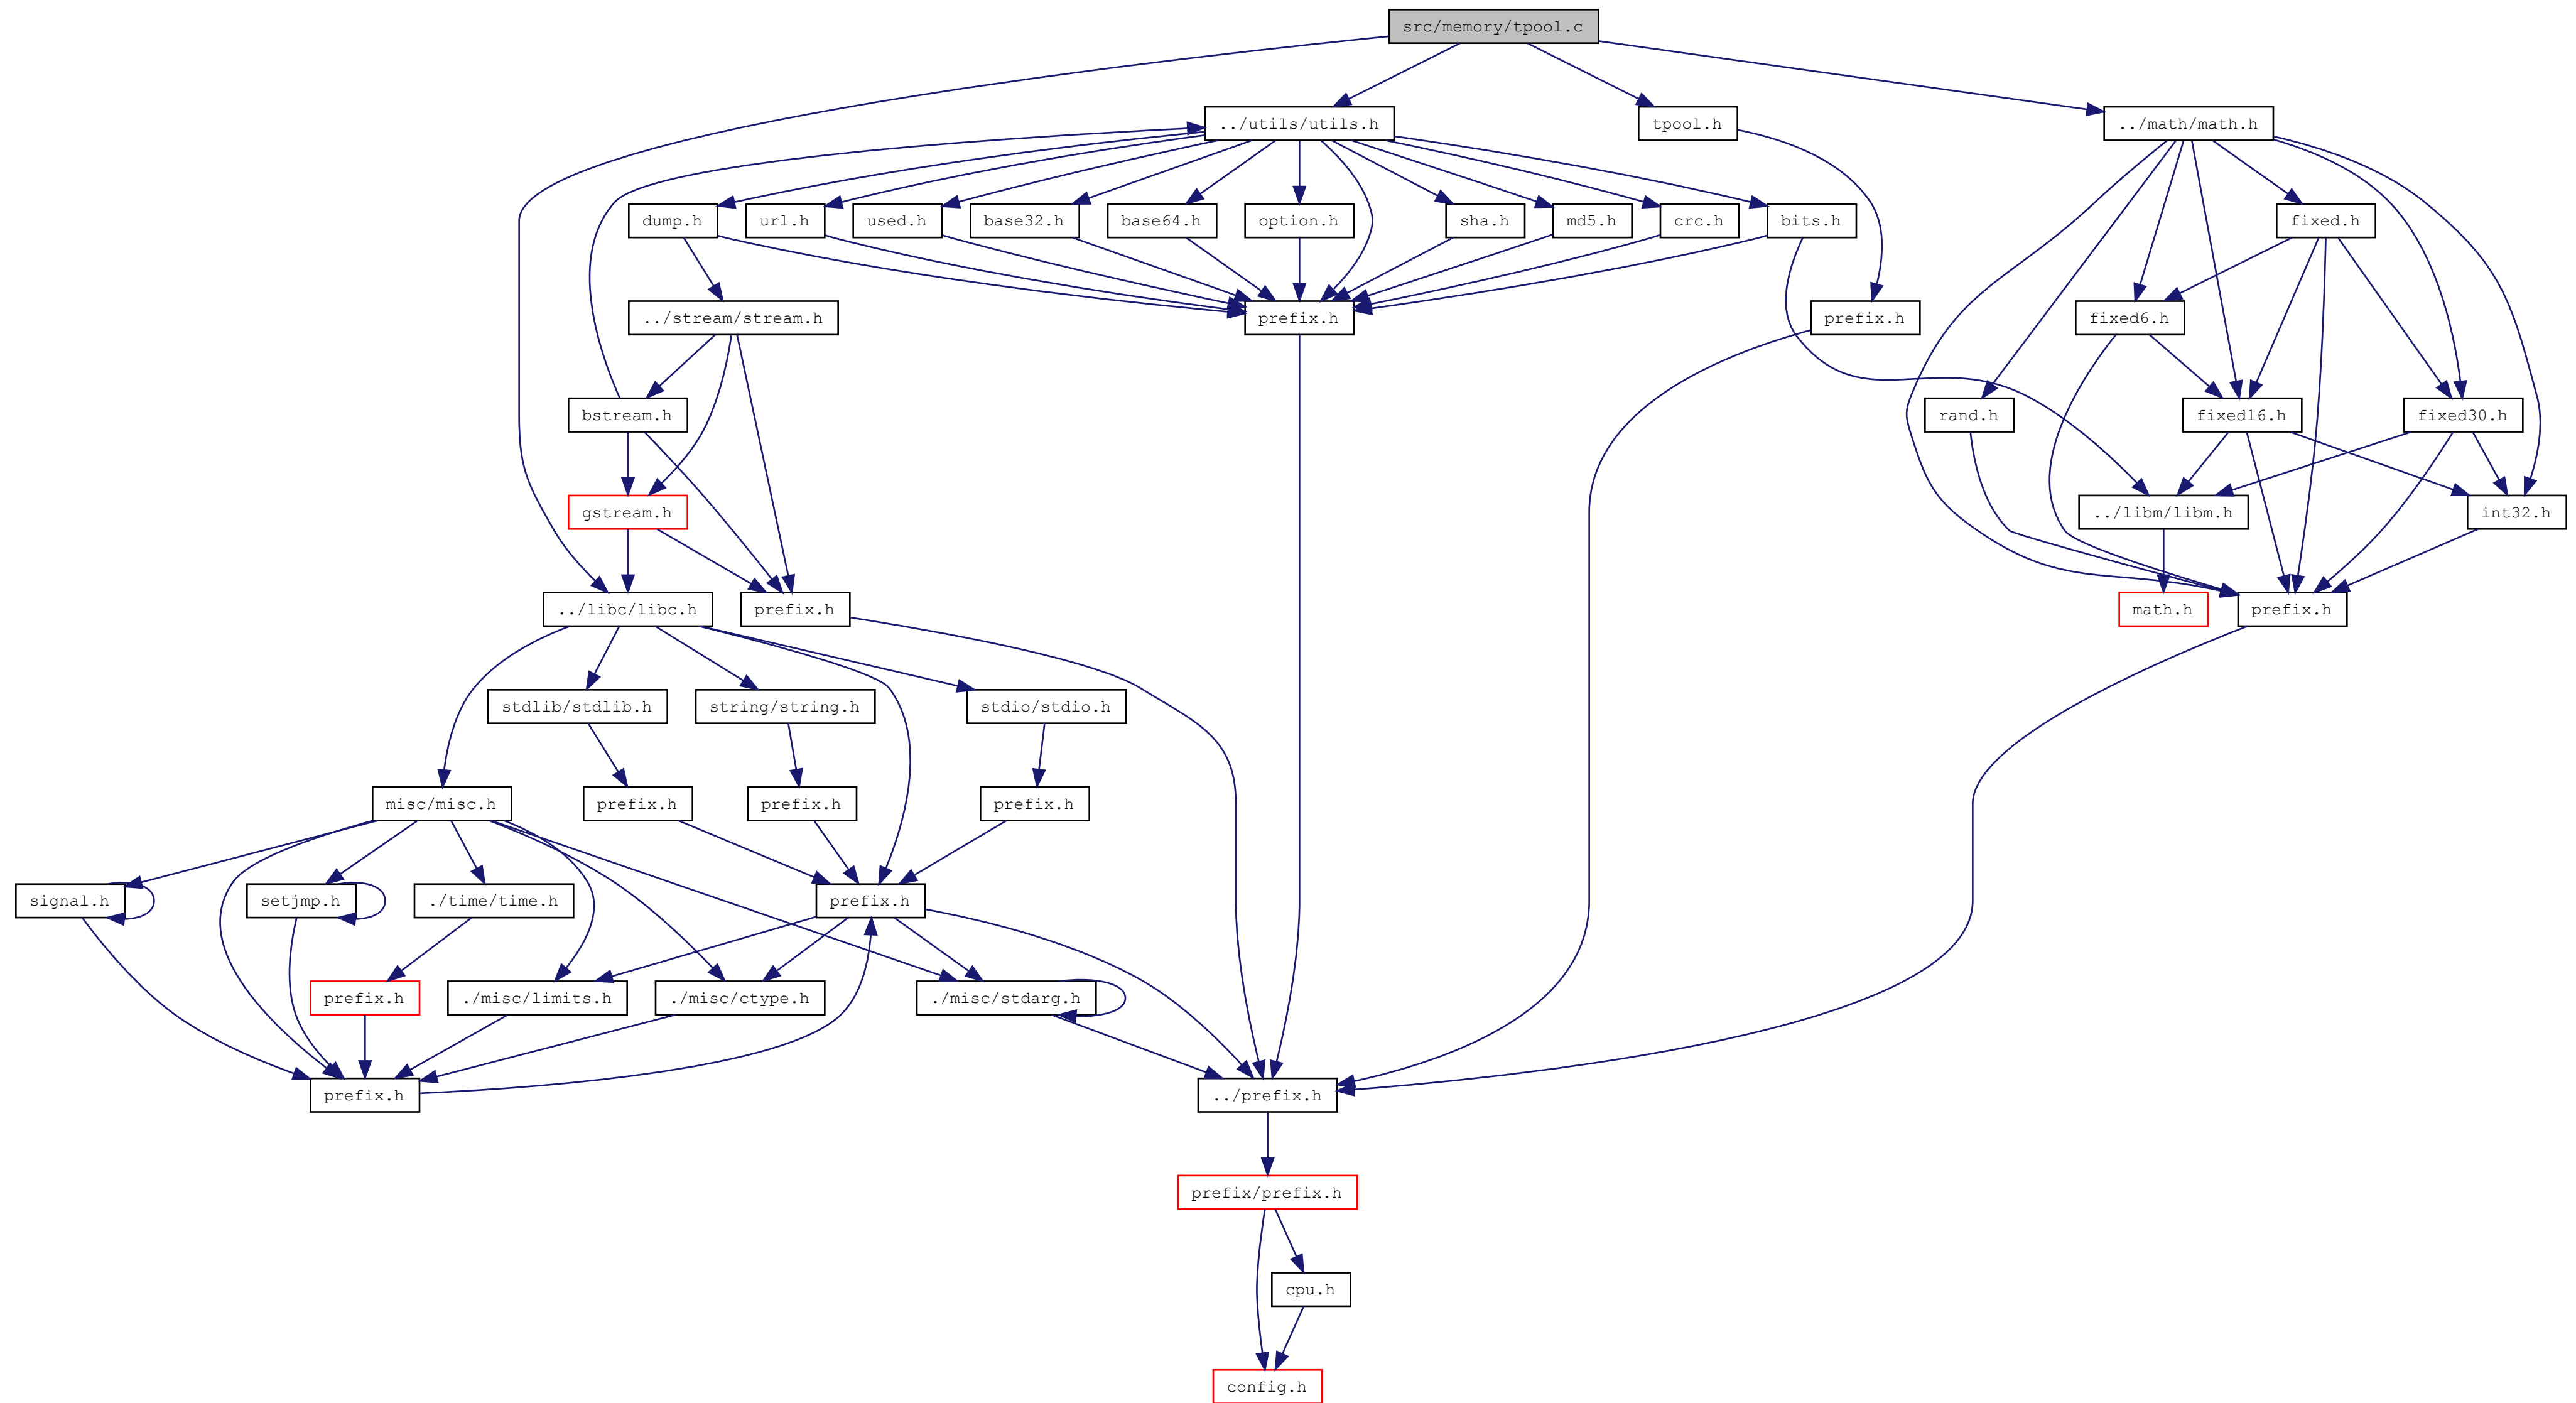 src/memory/tpool.c
../utils/utils.h
tpool.h
../math/math.h
dump.h
url.h
used.h
base32.h
base64.h
option.h
sha.h
md5.h
crc.h
bits.h
fixed.h
../stream/stream.h
prefix.h
prefix.h
fixed6.h
bstream.h
rand.h
fixed16.h
fixed30.h
gstream.h
../libm/libm.h
int32.h
../libc/libc.h
prefix.h
math.h
prefix.h
stdlib/stdlib.h
string/string.h
stdio/stdio.h
misc/misc.h
prefix.h
prefix.h
prefix.h
signal.h
setjmp.h
./time/time.h
prefix.h
prefix.h
./misc/limits.h
./misc/ctype.h
./misc/stdarg.h
prefix.h
../prefix.h
prefix/prefix.h
cpu.h
config.h